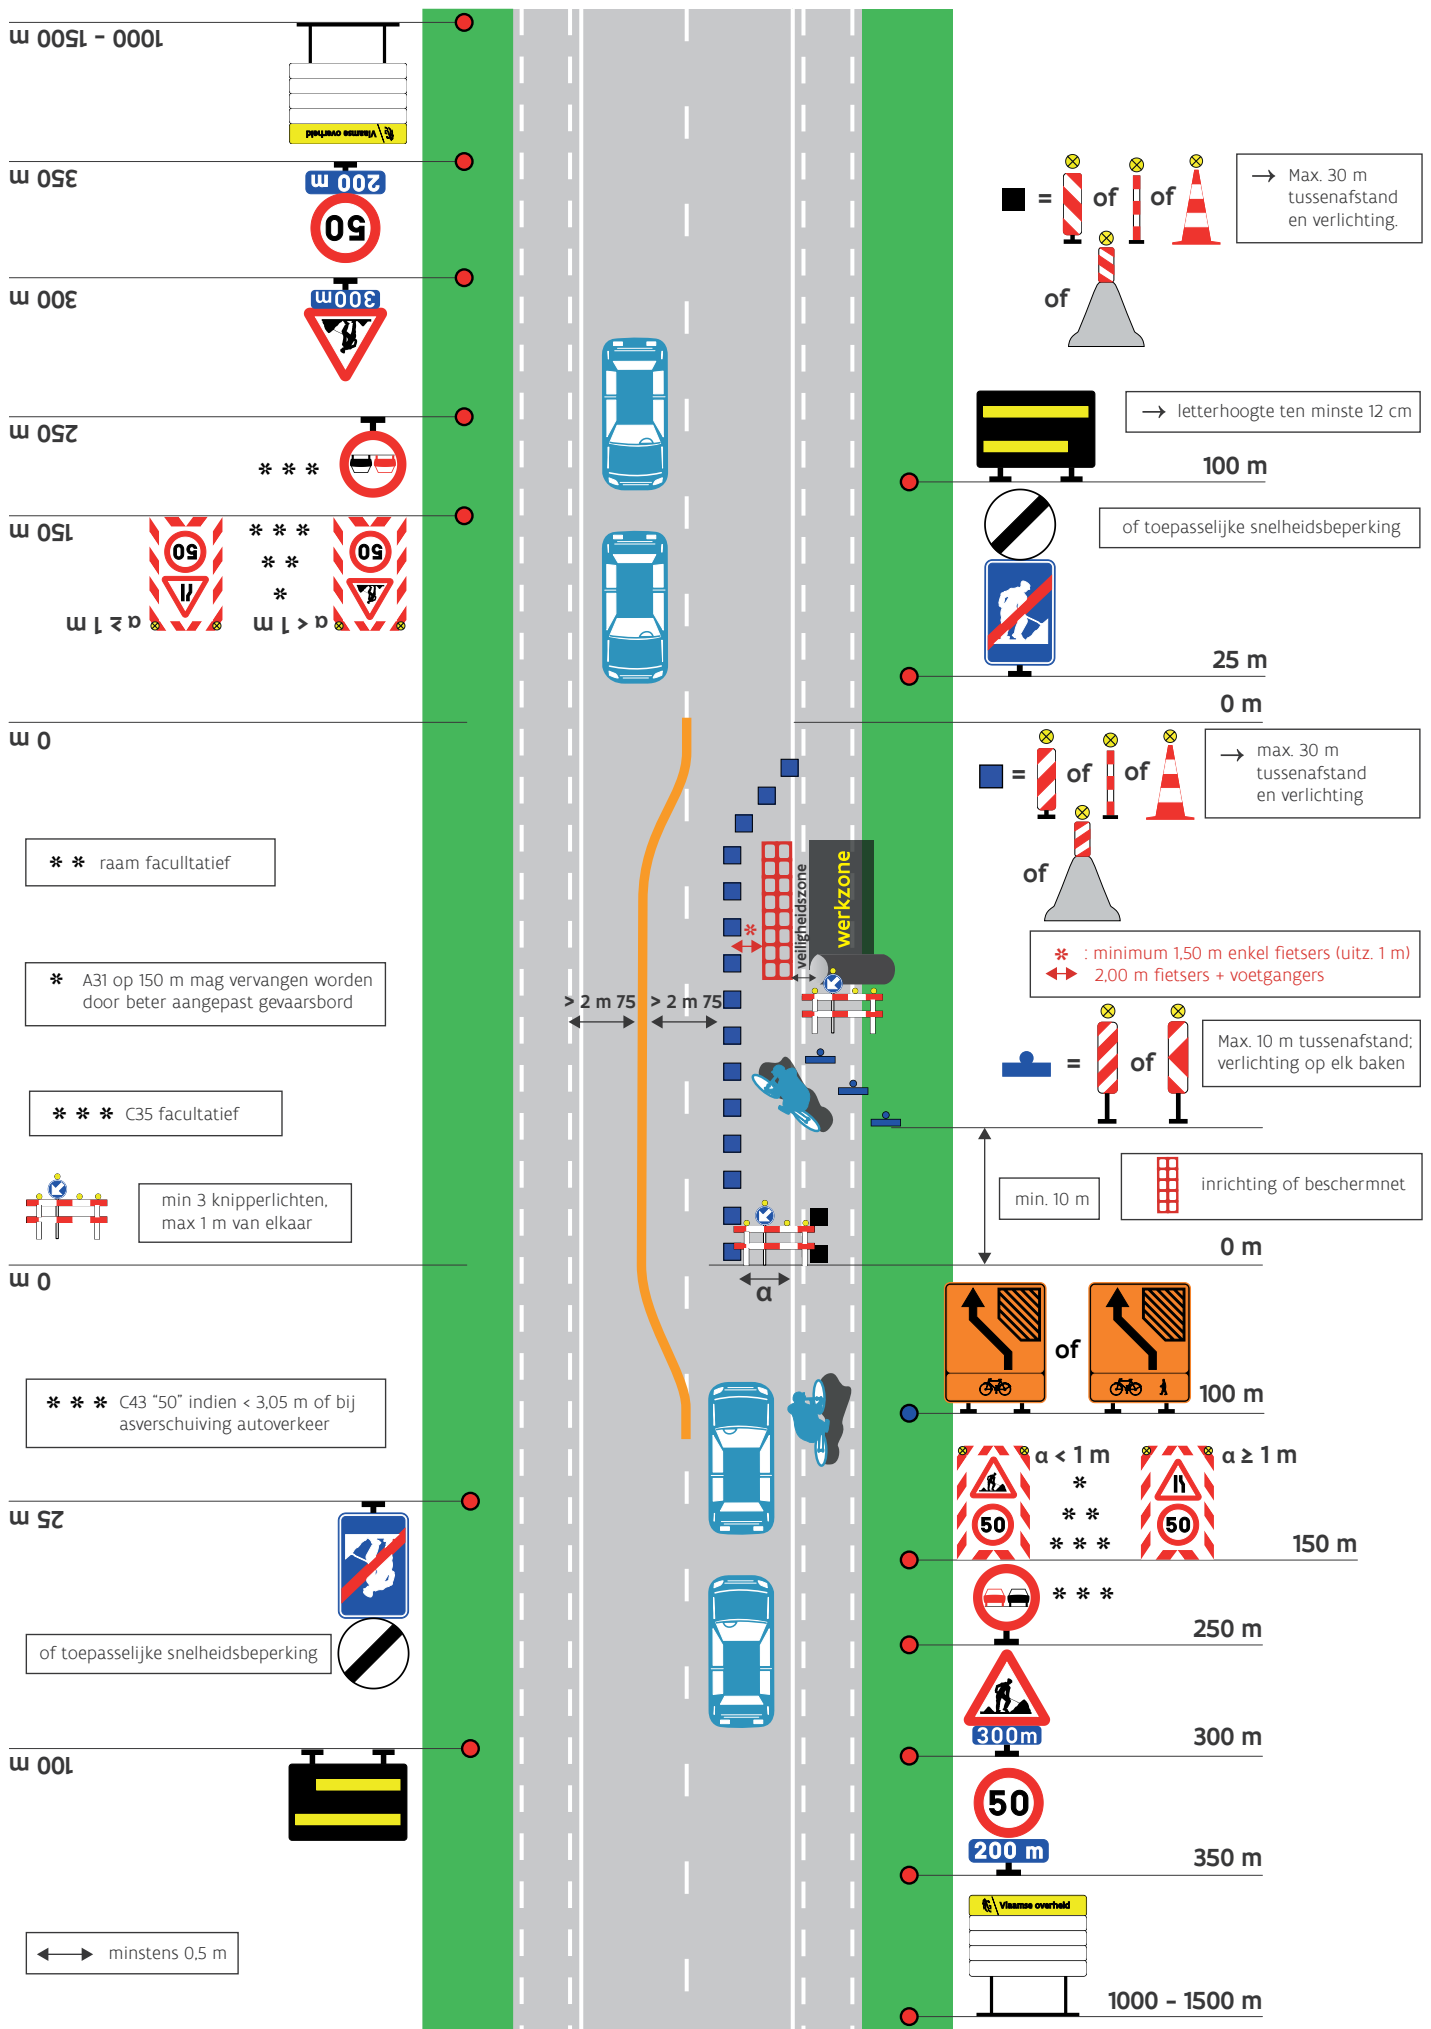 1000 - 1500 m
Vlaamse overheid
350 m
200 m
50
300 m
300m
250 m
* * *
150 m
50
50
* * *
* *
*
α ≥ 1 m
α < 1 m
0 m
* * raam facultatief
* A31 op 150 m mag vervangen worden
door beter aangepast gevaarsbord
* * * C35 facultatief
min 3 knipperlichten,
max 1 m van elkaar
0 m
* * * C43 "50" indien < 3,05 m of bij
asverschuiving autoverkeer
25 m
of toepasselijke snelheidsbeperking
100 m
minstens 0,5 m
> 2 m 75
> 2 m 75
*
veiligheidszone
werkzone
α
= of of
of
→ Max. 30 m
tussenafstand
en verlichting.
→ letterhoogte ten minste 12 cm
100 m
of toepasselijke snelheidsbeperking
25 m
0 m
= of of
of
→ max. 30 m
tussenafstand
en verlichting
* : minimum 1,50 m enkel fietsers (uitz. 1 m)
2,00 m fietsers + voetgangers
= of
Max. 10 m tussenafstand;
verlichting op elk baken
min. 10 m
inrichting of beschermnet
0 m
of
100 m
α < 1 m
α ≥ 1 m
*
* *
* * *
50
50
150 m
* * *
250 m
300m
300 m
50
200 m
350 m
Vlaamse overheid
1000 - 1500 m